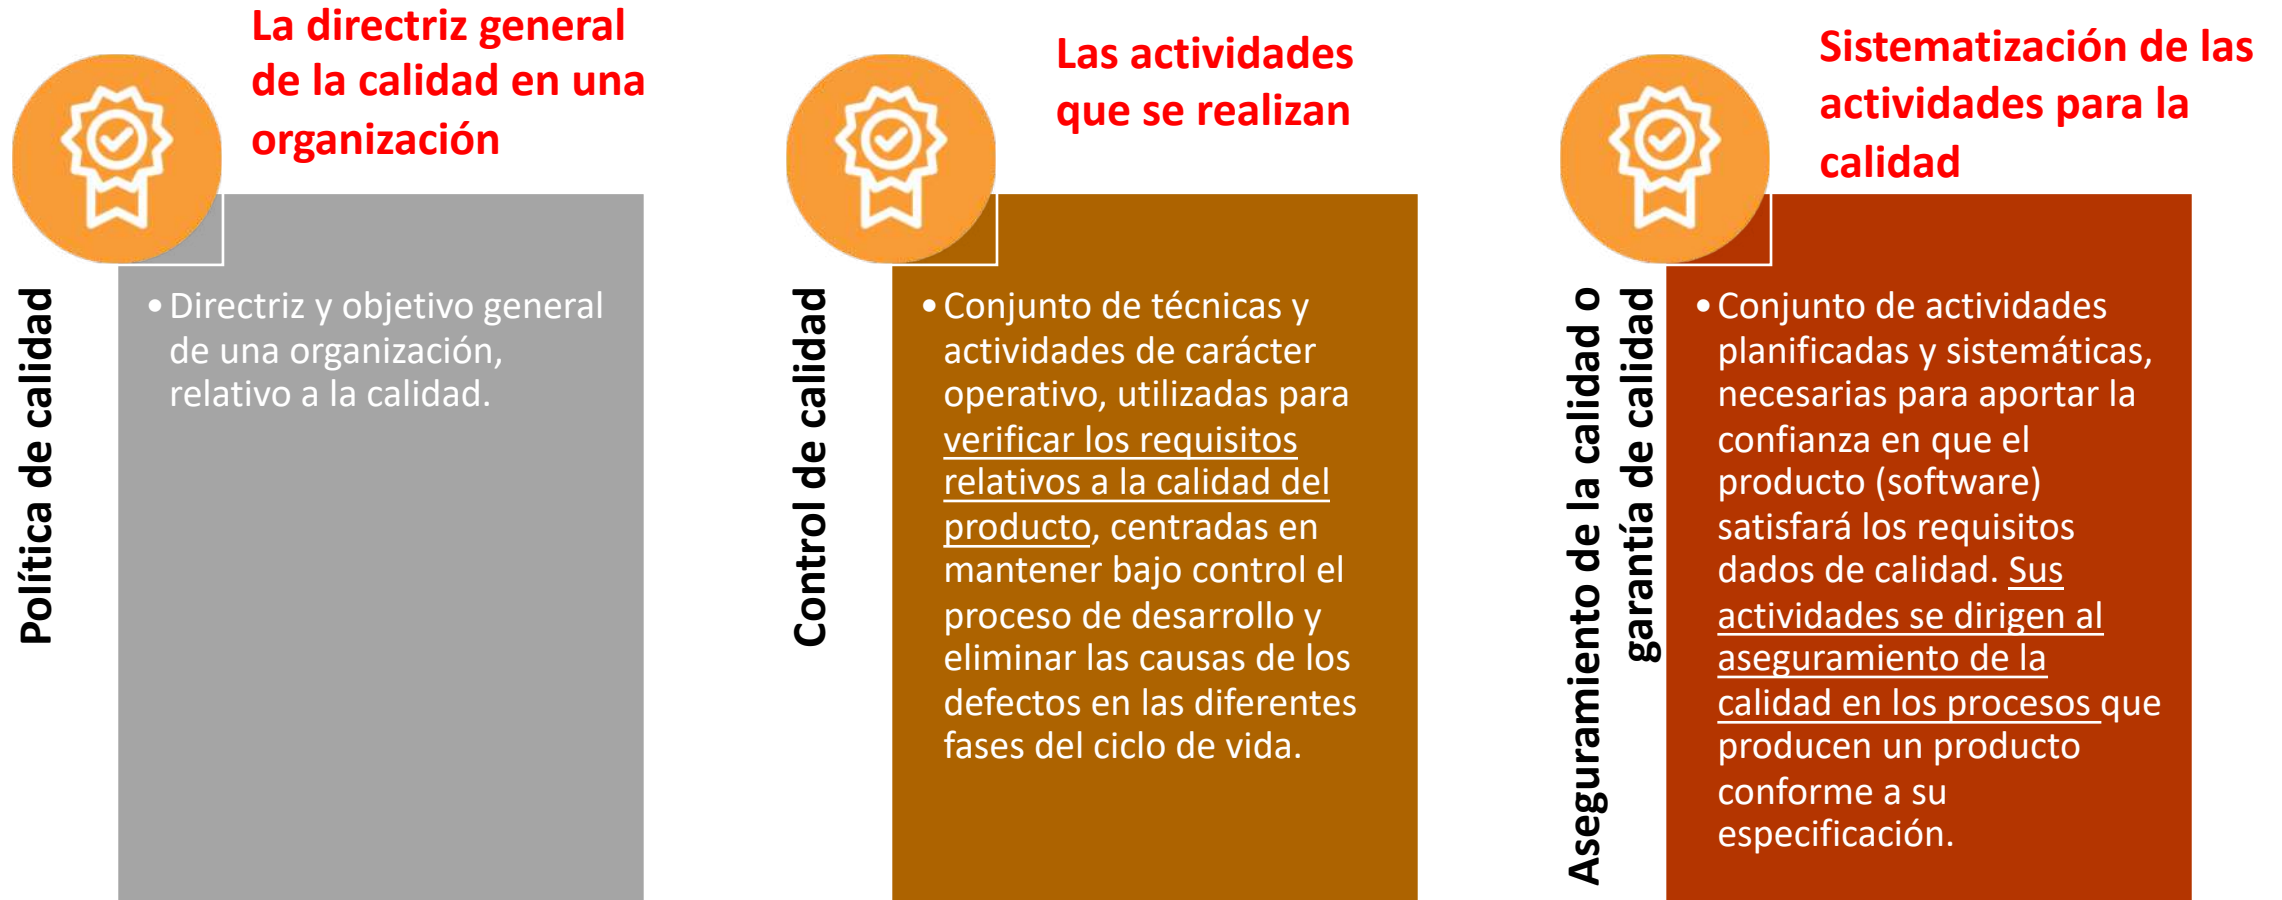 La directriz general
de la calidad en una
organización
Política de calidad
•Directriz y objetivo general
de una organización,
relativo a la calidad.
Las actividades
que se realizan
Control de calidad
•Conjunto de técnicas y
actividades de carácter
operativo, utilizadas para
verificar los requisitos
relativos a la calidad del
producto, centradas en
mantener bajo control el
proceso de desarrollo y
eliminar las causas de los
defectos en las diferentes
fases del ciclo de vida.
Sistematización de las
actividades para la
calidad
Aseguramiento de la calidad o
garantía de calidad
•Conjunto de actividades
planificadas y sistemáticas,
necesarias para aportar la
confianza en que el
producto (software)
satisfará los requisitos
dados de calidad. Sus
actividades se dirigen al
aseguramiento de la
calidad en los procesos que
producen un producto
conforme a su
especificación.